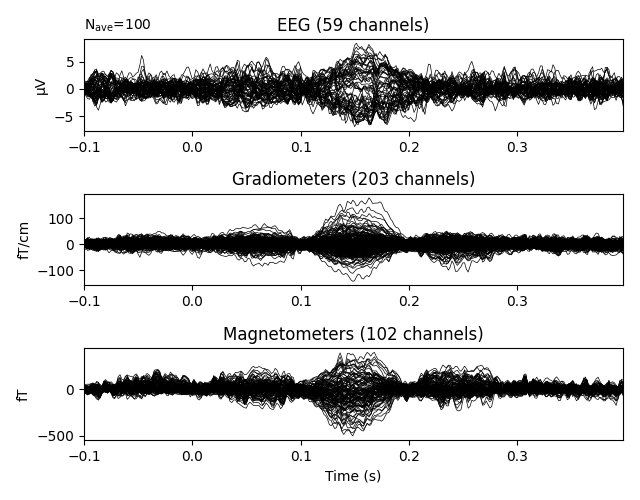 N_ave=100
EEG (59 channels)
µV
5
0
−5
−0.1 0.0 0.1 0.2 0.3
Gradiometers (203 channels)
fT/cm
100
0
−100
−0.1 0.0 0.1 0.2 0.3
Magnetometers (102 channels)
fT
0
−500
−0.1 0.0 0.1 0.2 0.3
Time (s)